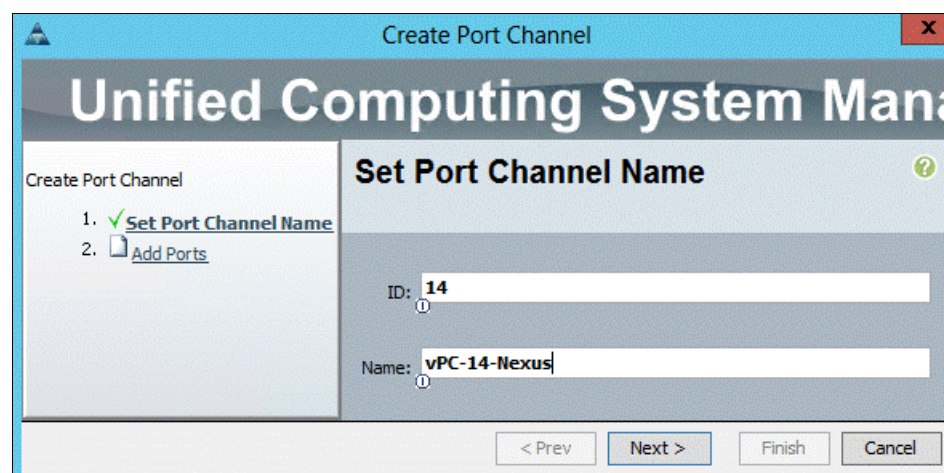 Create Port Channel
X
Unified Computing System Mana
Create Port Channel
1. Set Port Channel Name
2. Add Ports
Set Port Channel Name
?
ID: 14
Name: vPC-14-Nexus
< Prev Next > Finish Cancel